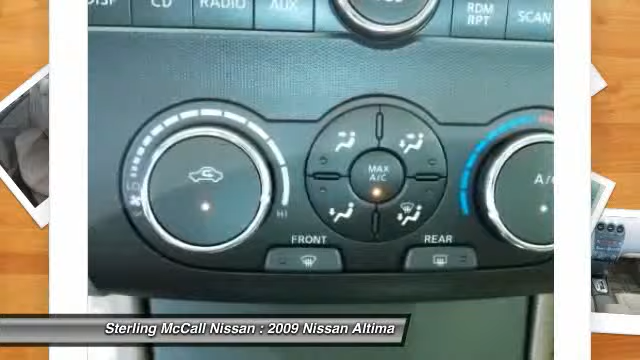 DISP CD RADIO AUX
RDM
RPT
SCAN
MAX
A/C
A/C
HI
FRONT
REAR
Sterling McCall Nissan : 2009 Nissan Altima